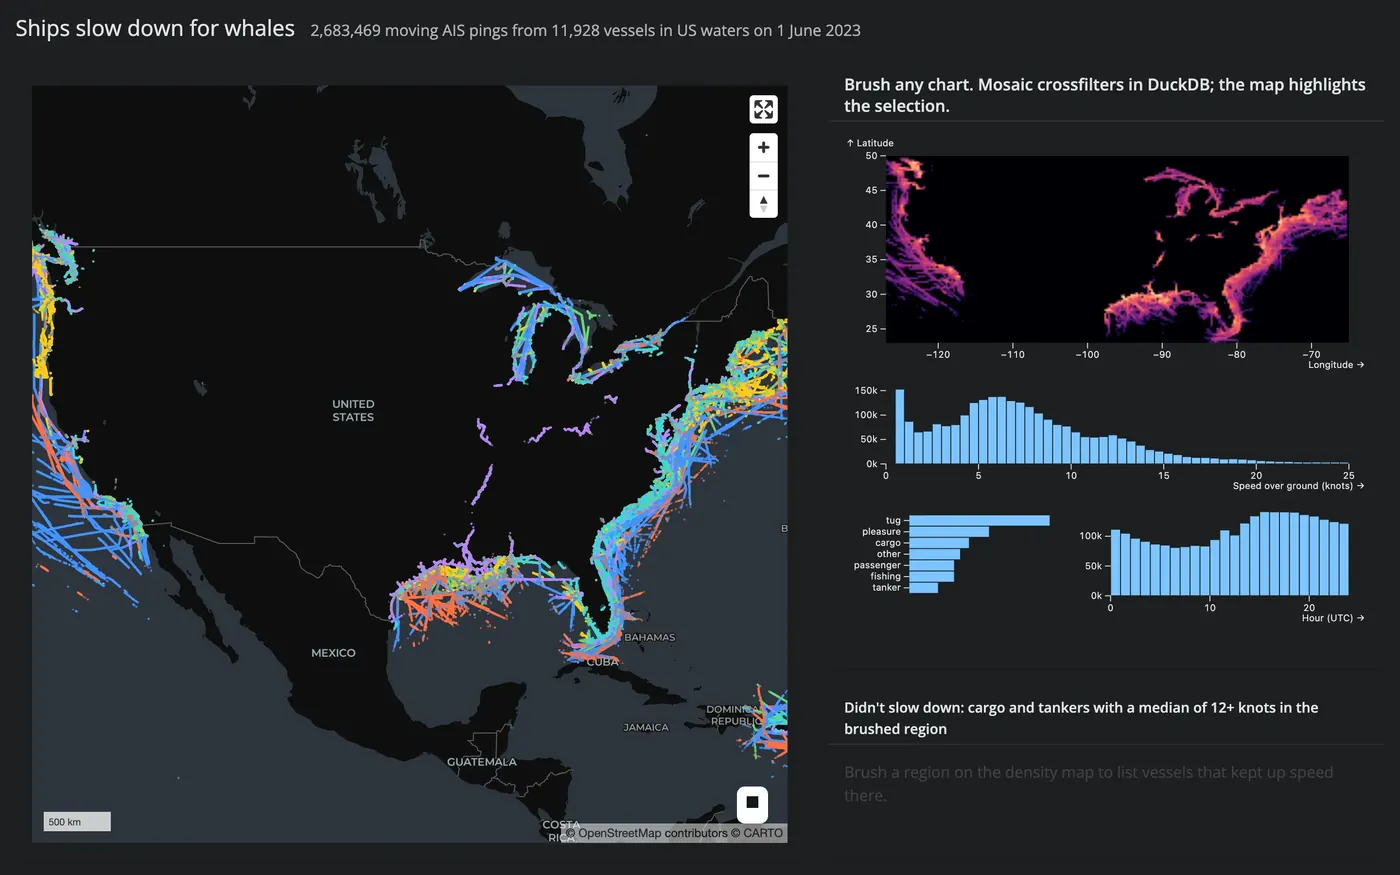 Ships slow down for whales 2,683,469 moving AIS pings from 11,928 vessels in US waters on 1 June 2023
UNITED
STATES
MEXICO
BAHAMAS
CUBA
DOMINICA
REPUBLIC
JAMAICA
GUATEMALA
COSTA
RICA
B
500 km
© OpenStreetMap contributors © CARTO
Brush any chart. Mosaic crossfilters in DuckDB; the map highlights
the selection.
↑ Latitude
50
45
40
35
30
25
−120 −110 −100 −90 −80 −70
Longitude →
150k
100k
50k
0k
0 5 10 15 20 25
Speed over ground (knots) →
tug
pleasure
cargo
other
passenger
fishing
tanker
100k
50k
0k
0 10 20
Hour (UTC) →
Didn't slow down: cargo and tankers with a median of 12+ knots in the
brushed region
Brush a region on the density map to list vessels that kept up speed
there.